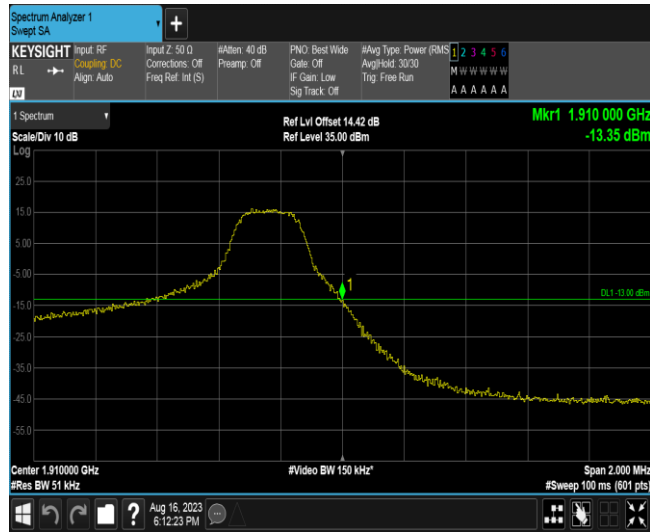 Spectrum Analyzer 1
Swept SA
+
KEYSIGHT
RL
LXI
Input: RF
Coupling: DC
Align: Auto
Input Z: 50 Ω
Corrections: Off
Freq Ref: Int (S)
#Atten: 40 dB
Preamp: Off
PNO: Best Wide
Gate: Off
IF Gain: Low
Sig Track: Off
#Avg Type: Power (RMS
Avg|Hold: 30/30
Trig: Free Run
1 2 3 4 5 6
M W W W W W
A A A A A A
1 Spectrum
Scale/Div 10 dB
Log
Ref Lvl Offset 14.42 dB
Ref Level 35.00 dBm
Mkr1 1.910 000 GHz
-13.35 dBm
25.0
15.0
5.00
-5.00
-15.0
-25.0
-35.0
-45.0
-55.0
1
DL1 -13.00 dBm
Center 1.910000 GHz
#Res BW 51 kHz
#Video BW 150 kHz*
Span 2.000 MHz
#Sweep 100 ms (601 pts)
?
Aug 16, 2023
6:12:23 PM